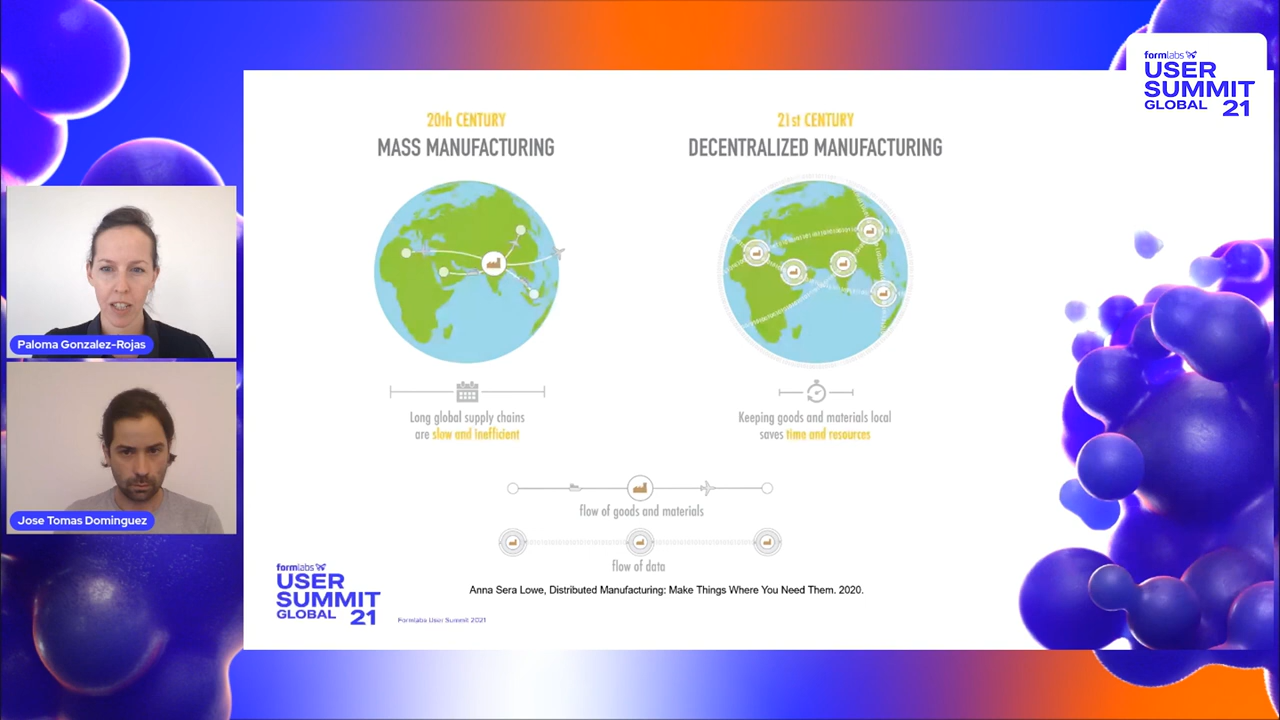 formlabs
USER
SUMMIT
GLOBAL 21
20th CENTURY
MASS MANUFACTURING
21st CENTURY
DECENTRALIZED MANUFACTURING
Paloma Gonzalez-Rojas
Jose Tomas Dominguez
Long global supply chains
are slow and inefficient
Keeping goods and materials local
saves time and resources
flow of goods and materials
flow of data
Anna Sera Lowe, Distributed Manufacturing: Make Things Where You Need Them. 2020.
formlabs
USER
SUMMIT
GLOBAL 21
Formlabs User Summit 2021